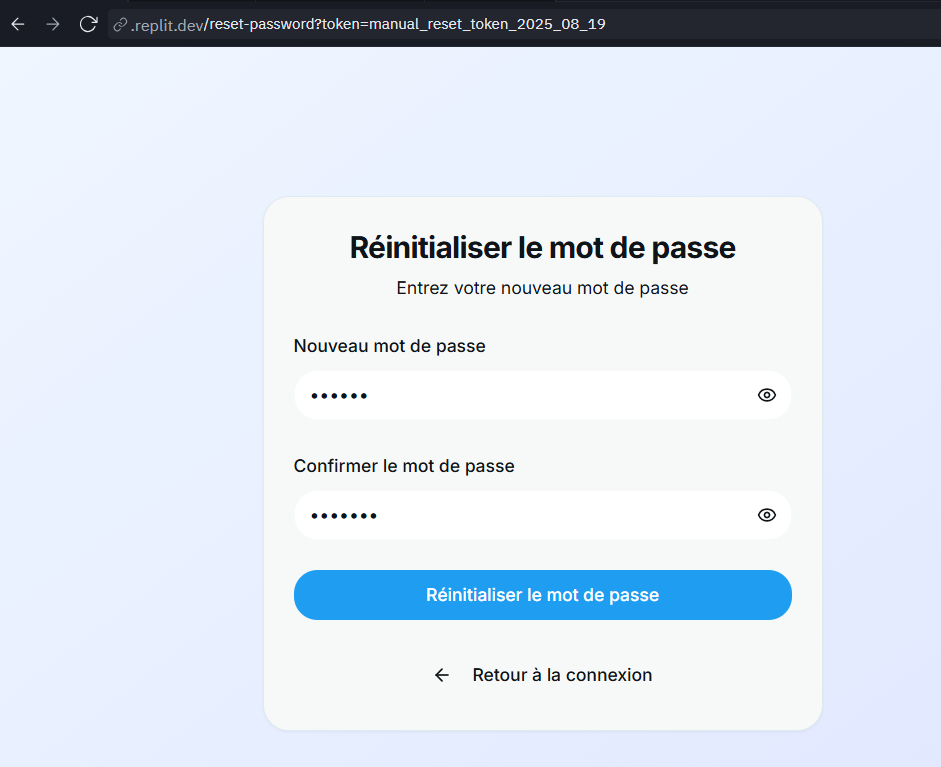 .replit.dev/reset-password?token=manual_reset_token_2025_08_19
Réinitialiser le mot de passe
Entrez votre nouveau mot de passe
Nouveau mot de passe
••••••
Confirmer le mot de passe
•••••••
Réinitialiser le mot de passe
← Retour à la connexion